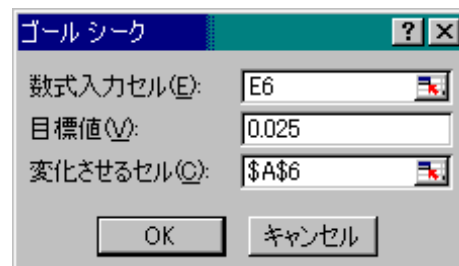 ゴール シーク
数式入力セル(E): E6
目標値(V): 0.025
変化させるセル(C): $A$6
OK キャンセル